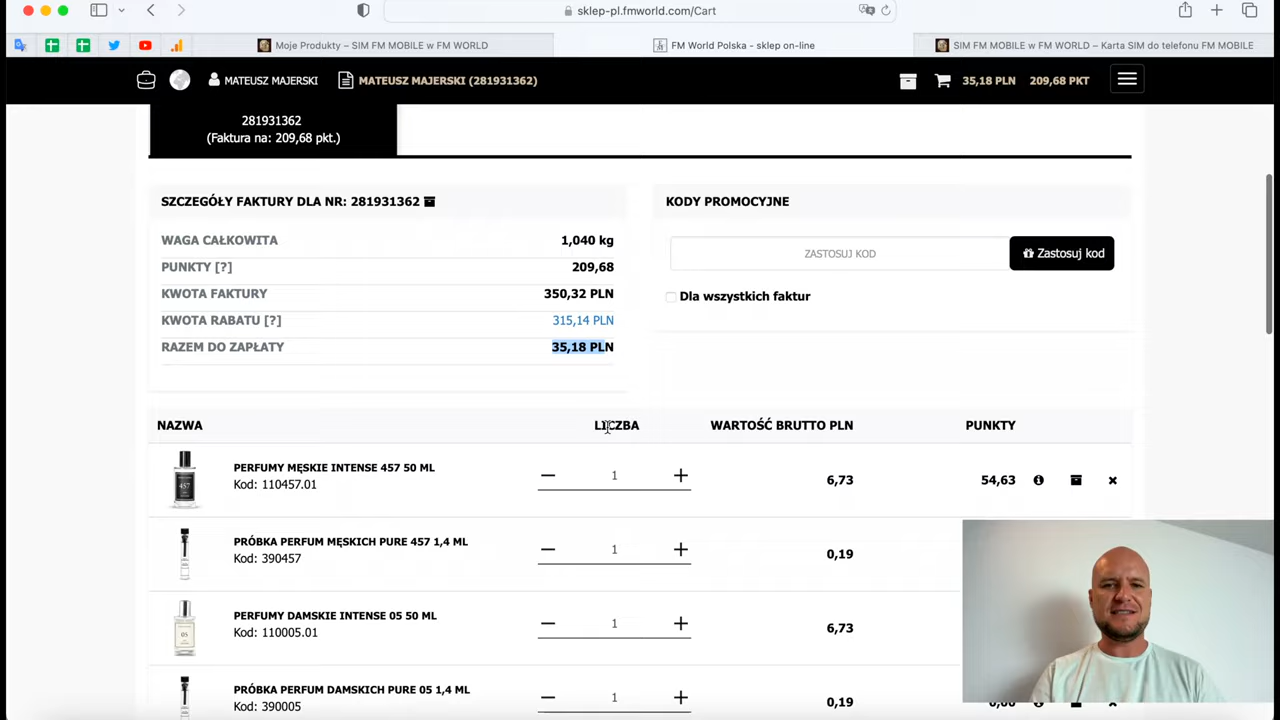 sklep-pl.fmworld.com/Cart
Moje Produkty – SIM FM MOBILE w FM WORLD
FM World Polska - sklep on-line
SIM FM MOBILE w FM WORLD – Karta SIM do telefonu FM MOBILE
MATEUSZ MAJERSKI
MATEUSZ MAJERSKI (281931362)
35,18 PLN
209,68 PKT
281931362
(Faktura na: 209,68 pkt.)
SZCZEGÓŁY FAKTURY DLA NR: 281931362
WAGA CAŁKOWITA 1,040 kg
PUNKTY [?] 209,68
KWOTA FAKTURY 350,32 PLN
KWOTA RABATU [?] 315,14 PLN
RAZEM DO ZAPŁATY 35,18 PLN
KODY PROMOCYJNE
ZASTOSUJ KOD
Zastosuj kod
Dla wszystkich faktur
NAZWA LICZBA WARTOŚĆ BRUTTO PLN PUNKTY
PERFUMY MĘSKIE INTENSE 457 50 ML
Kod: 110457.01
1
6,73
54,63
PRÓBKA PERFUM MĘSKICH PURE 457 1,4 ML
Kod: 390457
1
0,19
PERFUMY DAMSKIE INTENSE 05 50 ML
Kod: 110005.01
1
6,73
PRÓBKA PERFUM DAMSKICH PURE 05 1,4 ML
Kod: 390005
1
0,19